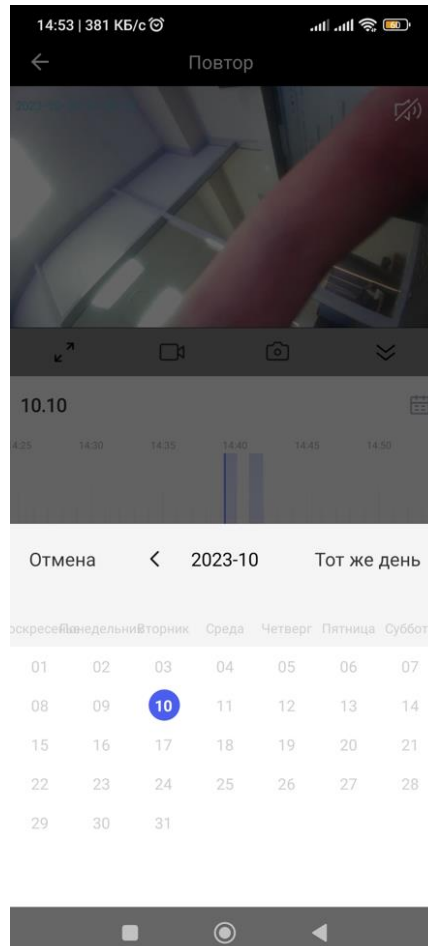 14:53 | 381 КБ/с
60
Повтор
10.10
4:25 14:30 14:35 14:40 14:45 14:50
Отмена < 2023-10 Тот же день
оскресенье Понедельник Вторник Среда Четверг Пятница Суббот
01 02 03 04 05 06 07
08 09 10 11 12 13 14
15 16 17 18 19 20 21
22 23 24 25 26 27 28
29 30 31